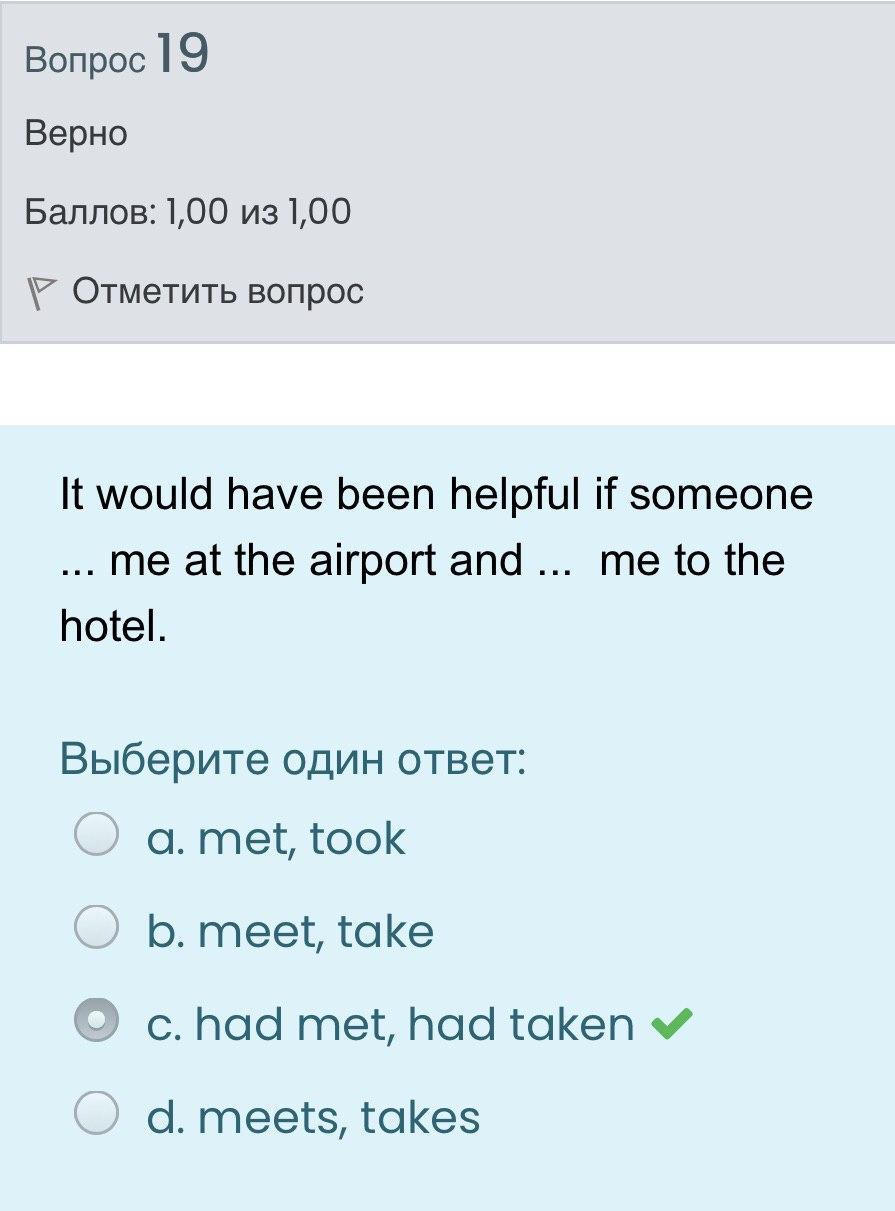 Вопрос 19
Верно
Баллов: 1,00 из 1,00
Отметить вопрос
It would have been helpful if someone
... me at the airport and ... me to the
hotel.
Выберите один ответ:
a. met, took
b. meet, take
c. had met, had taken
d. meets, takes